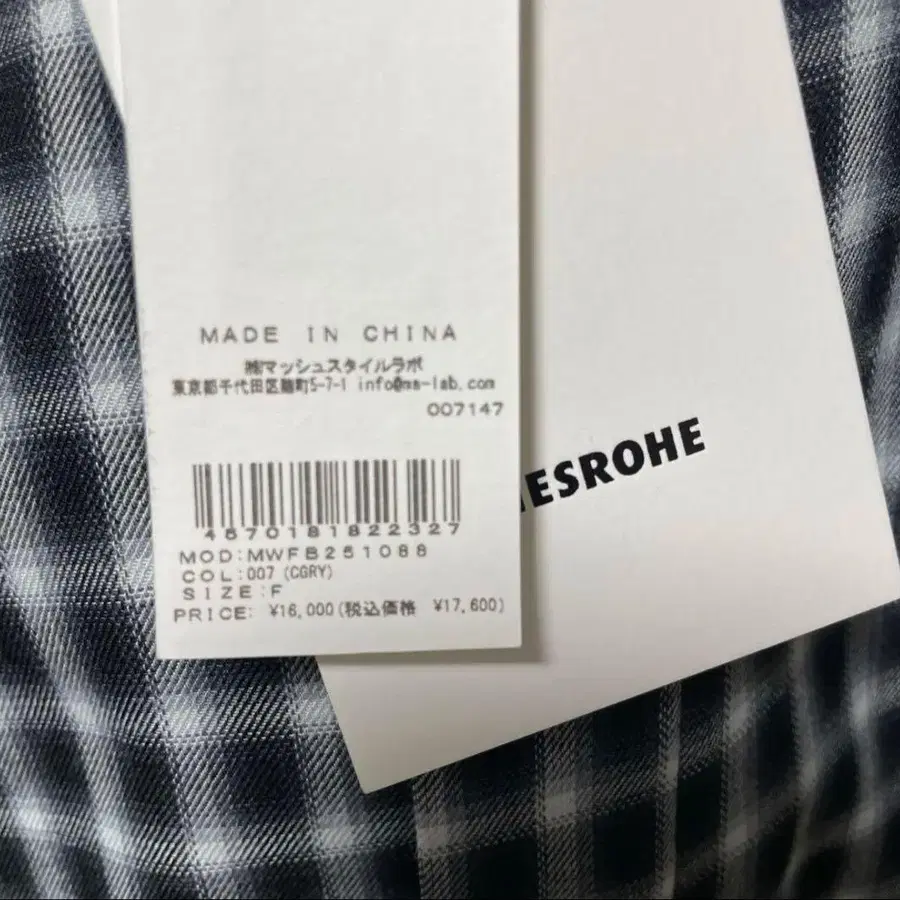 MADE IN CHINA
㈱マッシュスタイルラボ
東京都千代田区麹町5-7-1 info@ms-lab.com
007147
4570181822327
MOD:MWFB251088
COL:007 (CGRY)
SIZE:F
PRICE: ¥16,000(税込価格 ¥17,600)
ESROHE